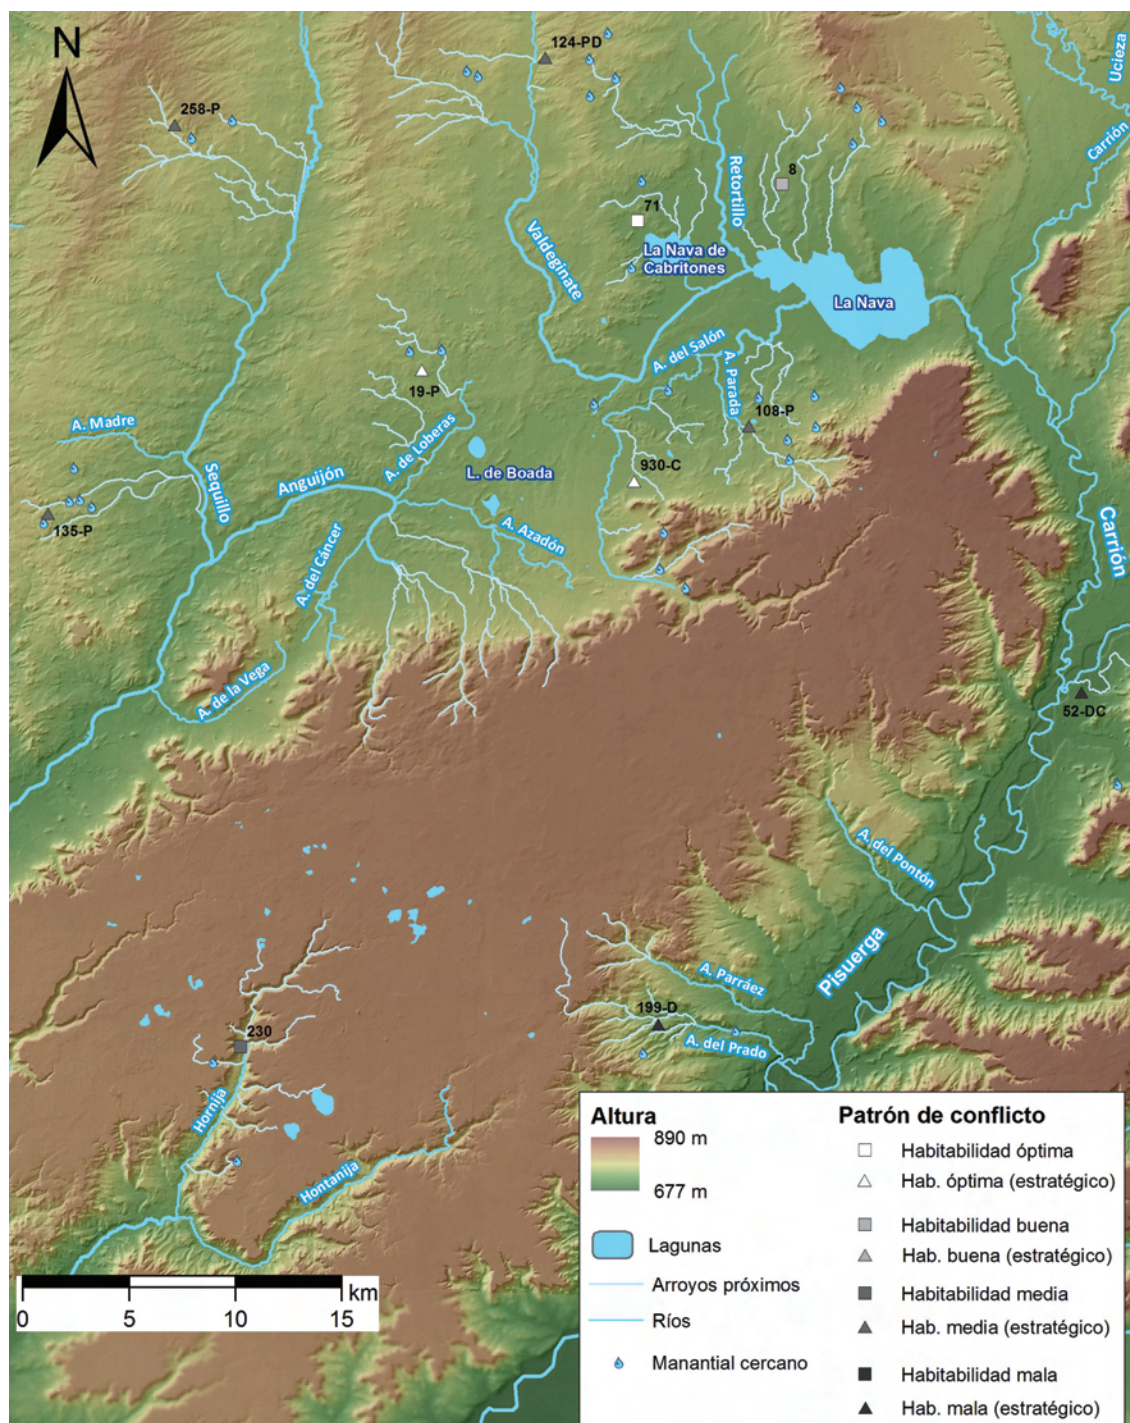 N
124-PD
Ucieza
258-P
Carrión
Retortillo
8
71
Valdeginate
La Nava de
Cabritones
La Nava
A. del Salón
A. Parada
19-P
A. Madre
108-P
A. de Loberas
Sequillo
Anguijón
L. de Boada
930-C
135-P
A. Azadón
Carrión
A. del Cáncer
A. de la Vega
52-DC
A. del Pontón
Pisuerga
A. Parráez
199-D
A. del Prado
230
Hornija
Hontanija
0 5 10 15 km
Altura
890 m
677 m
Lagunas
Arroyos próximos
Ríos
Manantial cercano
Patrón de conflicto
Habitabilidad óptima
Hab. óptima (estratégico)
Habitabilidad buena
Hab. buena (estratégico)
Habitabilidad media
Hab. media (estratégico)
Habitabilidad mala
Hab. mala (estratégico)